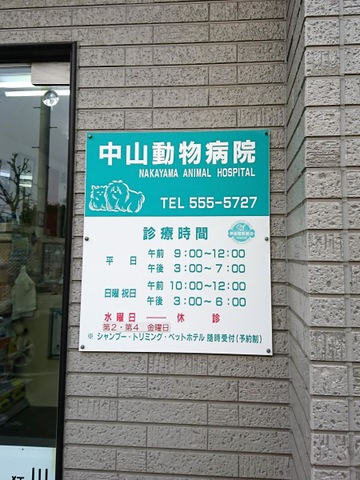 中山動物病院
NAKAYAMA ANIMAL HOSPITAL
TEL 555-5727
診療時間
平日 午前 9:00~12:00
午後 3:00~7:00
日曜 祝日 午前 10:00~12:00
午後 3:00~6:00
水曜日 ── 休診
第2・第4 金曜日
※ シャンプー・トリミング・ペットホテル 随時受付(予約制)